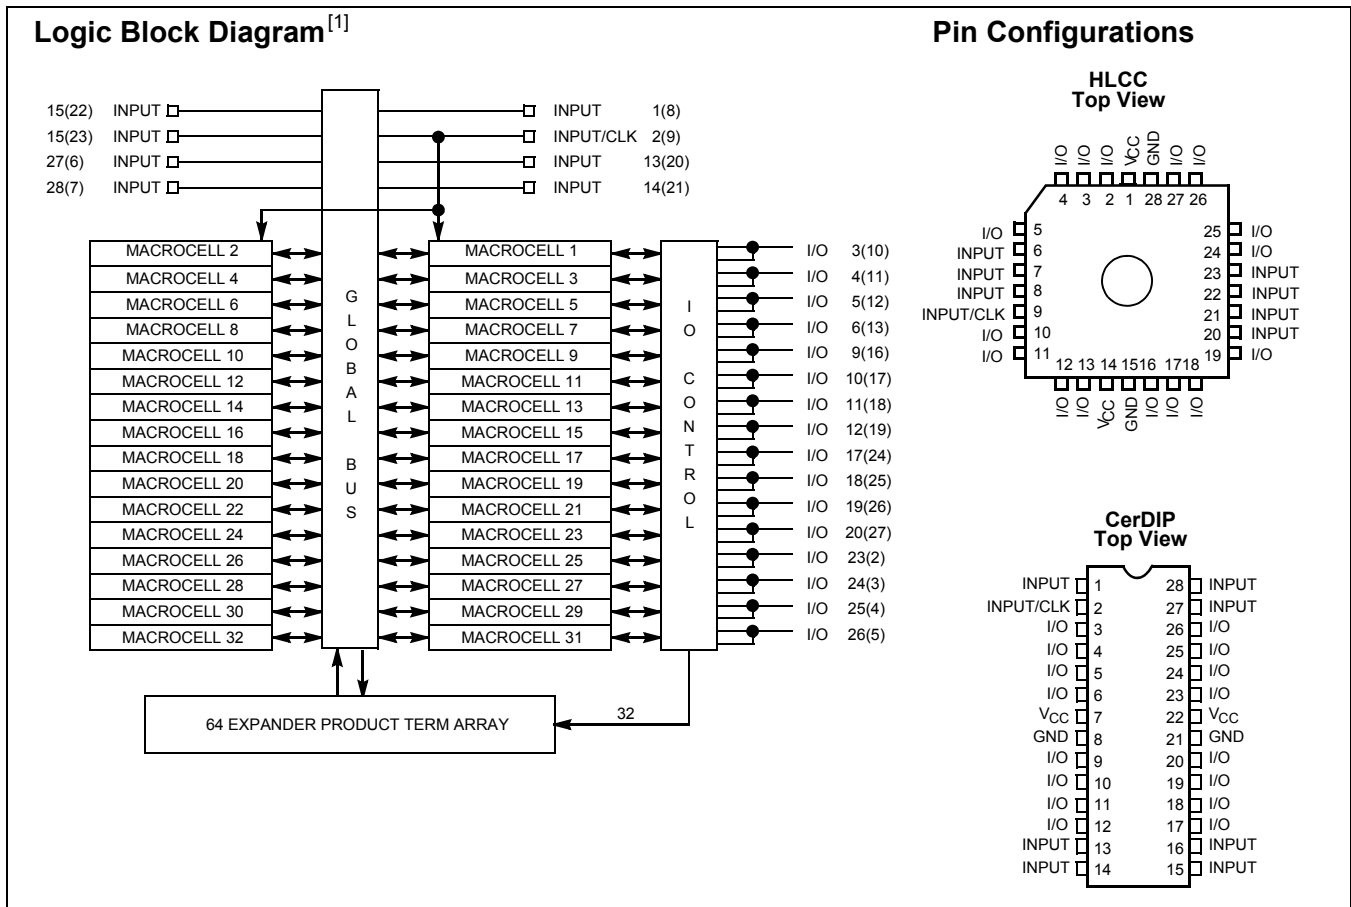 Logic Block Diagram[1]
15(22) INPUT
15(23) INPUT
27(6) INPUT
28(7) INPUT
INPUT 1(8)
INPUT/CLK 2(9)
INPUT 13(20)
INPUT 14(21)
MACROCELL 2
MACROCELL 4
MACROCELL 6
MACROCELL 8
MACROCELL 10
MACROCELL 12
MACROCELL 14
MACROCELL 16
MACROCELL 18
MACROCELL 20
MACROCELL 22
MACROCELL 24
MACROCELL 26
MACROCELL 28
MACROCELL 30
MACROCELL 32
GLOBAL BUS
MACROCELL 1
MACROCELL 3
MACROCELL 5
MACROCELL 7
MACROCELL 9
MACROCELL 11
MACROCELL 13
MACROCELL 15
MACROCELL 17
MACROCELL 19
MACROCELL 21
MACROCELL 23
MACROCELL 25
MACROCELL 27
MACROCELL 29
MACROCELL 31
IO CONTROL
I/O 3(10)
I/O 4(11)
I/O 5(12)
I/O 6(13)
I/O 9(16)
I/O 10(17)
I/O 11(18)
I/O 12(19)
I/O 17(24)
I/O 18(25)
I/O 19(26)
I/O 20(27)
I/O 23(2)
I/O 24(3)
I/O 25(4)
I/O 26(5)
64 EXPANDER PRODUCT TERM ARRAY
32
Pin Configurations
HLCC
Top View
I/O I/O I/O VCC GND I/O I/O
4 3 2 1 28 27 26
I/O 5
INPUT 6
INPUT 7
INPUT 8
INPUT/CLK 9
I/O 10
I/O 11
25 I/O
24 I/O
23 INPUT
22 INPUT
21 INPUT
20 INPUT
19 I/O
12 13 14 15 16 17 18
I/O I/O VCC GND I/O I/O I/O
CerDIP
Top View
INPUT 1 28 INPUT
INPUT/CLK 2 27 INPUT
I/O 3 26 I/O
I/O 4 25 I/O
I/O 5 24 I/O
I/O 6 23 I/O
VCC 7 22 VCC
GND 8 21 GND
I/O 9 20 I/O
I/O 10 19 I/O
I/O 11 18 I/O
I/O 12 17 I/O
INPUT 13 16 INPUT
INPUT 14 15 INPUT